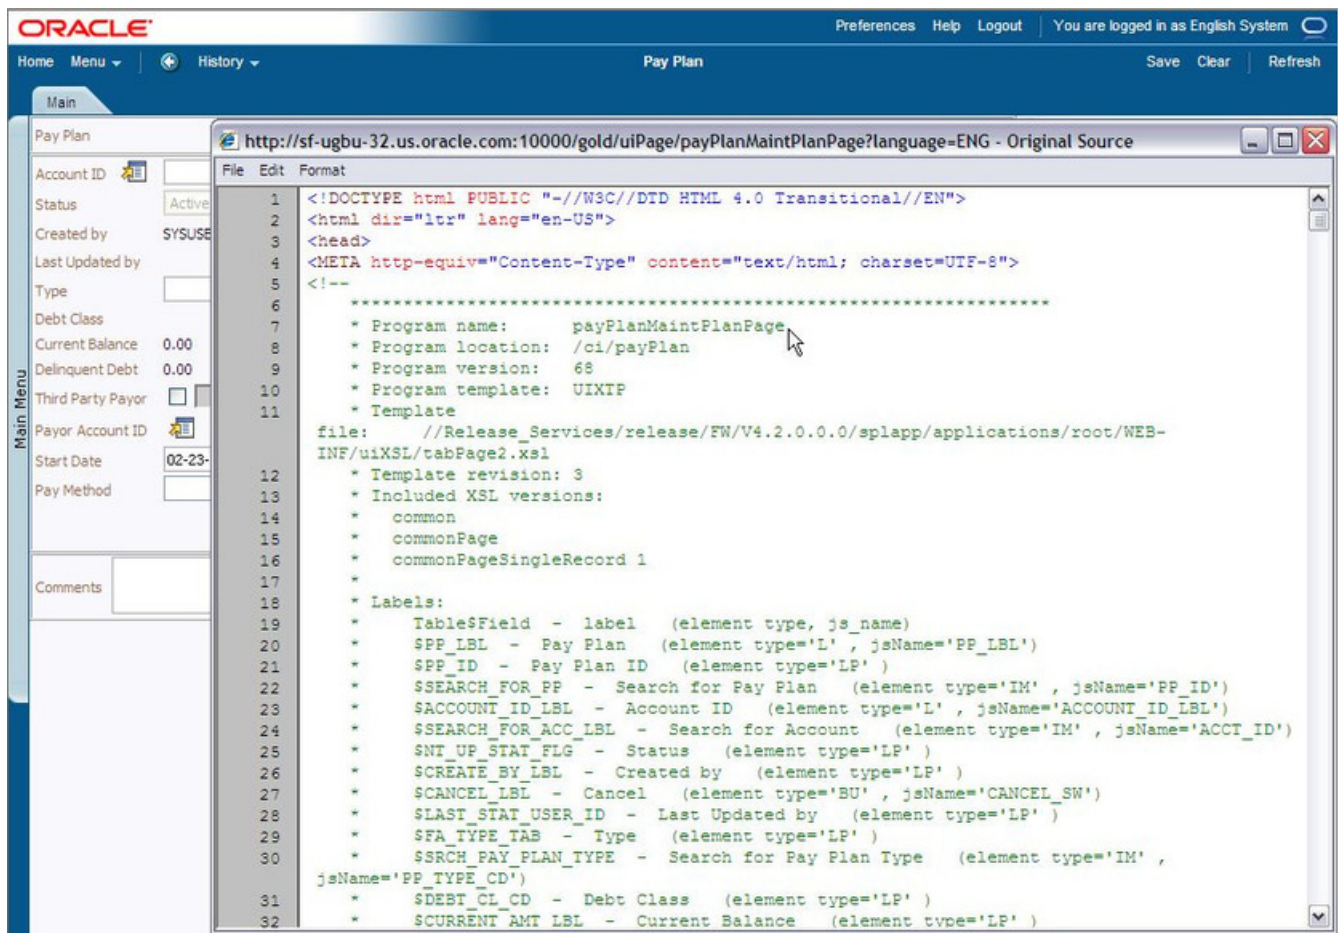 ORACLE
Preferences Help Logout You are logged in as English System
Home Menu History Pay Plan Save Clear Refresh
Main
Pay Plan
http://sf-ugbu-32.us.oracle.com:10000/gold/uiPage/payPlanMaintPlanPage?language=ENG - Original Source
Account ID
Status Active
Created by SYSUSE
Last Updated by
Type
Debt Class
Current Balance 0.00
Delinquent Debt 0.00
Third Party Payor
Payor Account ID
Start Date 02-23-
Pay Method
Comments
Main Menu
File Edit Format
1 <!DOCTYPE html PUBLIC "-//W3C//DTD HTML 4.0 Transitional//EN">
2 <html dir="ltr" lang="en-US">
3 <head>
4 <META http-equiv="Content-Type" content="text/html; charset=UTF-8">
5 <!--
6 ******************************************************************
7 * Program name: payPlanMaintPlanPage
8 * Program location: /ci/payPlan
9 * Program version: 68
10 * Program template: UIXTP
11 * Template
file: //Release_Services/release/FW/V4.2.0.0.0/splapp/applications/root/WEB-
INF/uiXSL/tabPage2.xsl
12 * Template revision: 3
13 * Included XSL versions:
14 * common
15 * commonPage
16 * commonPageSingleRecord 1
17 *
18 * Labels:
19 * Table$Field - label (element type, js_name)
20 * $PP_LBL - Pay Plan (element type='L' , jsName='PP_LBL')
21 * $PP_ID - Pay Plan ID (element type='LP' )
22 * $SEARCH_FOR_PP - Search for Pay Plan (element type='IM' , jsName='PP_ID')
23 * $ACCOUNT_ID_LBL - Account ID (element type='L' , jsName='ACCOUNT_ID_LBL')
24 * $SEARCH_FOR_ACC_LBL - Search for Account (element type='IM' , jsName='ACCT_ID')
25 * $NT_UP_STAT_FLG - Status (element type='LP' )
26 * $CREATE_BY_LBL - Created by (element type='LP' )
27 * $CANCEL_LBL - Cancel (element type='BU' , jsName='CANCEL_SW')
28 * $LAST_STAT_USER_ID - Last Updated by (element type='LP' )
29 * $FA_TYPE_TAB - Type (element type='LP' )
30 * $SRCH_PAY_PLAN_TYPE - Search for Pay Plan Type (element type='IM' ,
jsName='PP_TYPE_CD')
31 * $DEBT_CL_CD - Debt Class (element type='LP' )
32 * $CURRENT_AMT_LBL - Current Balance (element type='LP' )